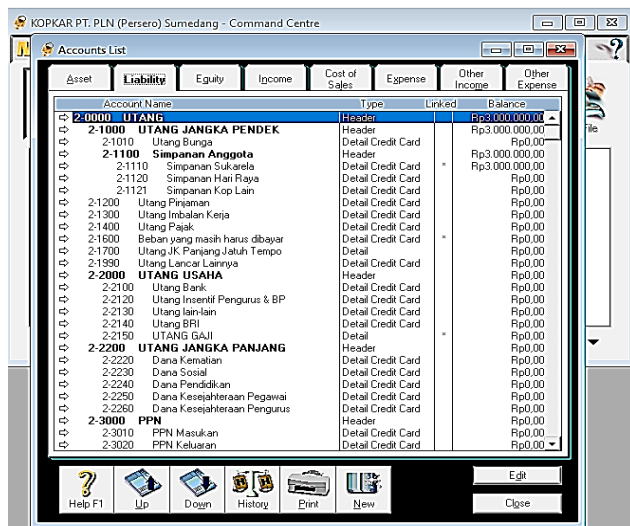 KOPKAR PT. PLN (Persero) Sumedang - Command Centre
Accounts List
Asset Liability Equity Income Cost of Sales Expense Other Income Other Expense
Account Name Type Linked Balance
2-0000 UTANG Header Rp3.000.000,00
2-1000 UTANG JANGKA PENDEK Header Rp3.000.000,00
2-1010 Utang Bunga Detail Credit Card Rp0,00
2-1100 Simpanan Anggota Header Rp3.000.000,00
2-1110 Simpanan Sukarela Detail Credit Card * Rp3.000.000,00
2-1120 Simpanan Hari Raya Detail Credit Card Rp0,00
2-1121 Simpanan Kop Lain Detail Credit Card Rp0,00
2-1200 Utang Pinjaman Detail Credit Card Rp0,00
2-1300 Utang Imbalan Kerja Detail Credit Card Rp0,00
2-1400 Utang Pajak Detail Credit Card Rp0,00
2-1600 Beban yang masih harus dibayar Detail Credit Card * Rp0,00
2-1700 Utang JK Panjang Jatuh Tempo Detail Rp0,00
2-1990 Utang Lancar Lainnya Detail Credit Card Rp0,00
2-2000 UTANG USAHA Header Rp0,00
2-2100 Utang Bank Detail Credit Card Rp0,00
2-2120 Utang Insentif Pengurus & BP Detail Credit Card Rp0,00
2-2130 Utang lain-lain Detail Credit Card Rp0,00
2-2140 Utang BRI Detail Credit Card Rp0,00
2-2150 UTANG GAJI Detail * Rp0,00
2-2200 UTANG JANGKA PANJANG Header Rp0,00
2-2220 Dana Kematian Detail Credit Card Rp0,00
2-2230 Dana Sosial Detail Credit Card Rp0,00
2-2240 Dana Pendidikan Detail Credit Card Rp0,00
2-2250 Dana Kesejahteraan Pegawai Detail Credit Card Rp0,00
2-2260 Dana Kesejahteraan Pengurus Detail Credit Card Rp0,00
2-3000 PPN Header Rp0,00
2-3010 PPN Masukan Detail Credit Card Rp0,00
2-3020 PPN Keluaran Detail Credit Card Rp0,00
Help F1 Up Down History Print New
Edit
Close